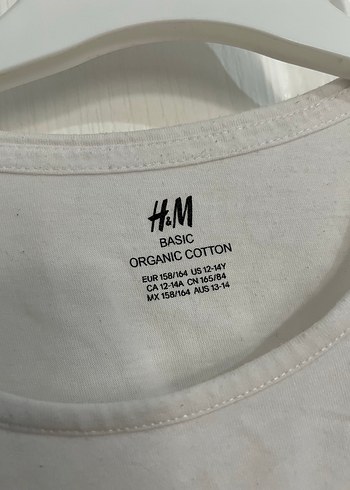 H&M
BASIC
ORGANIC COTTON
EUR 158/164 US 12-14Y
CA 12-14A CN 165/84
MX 158/164 AUS 13-14